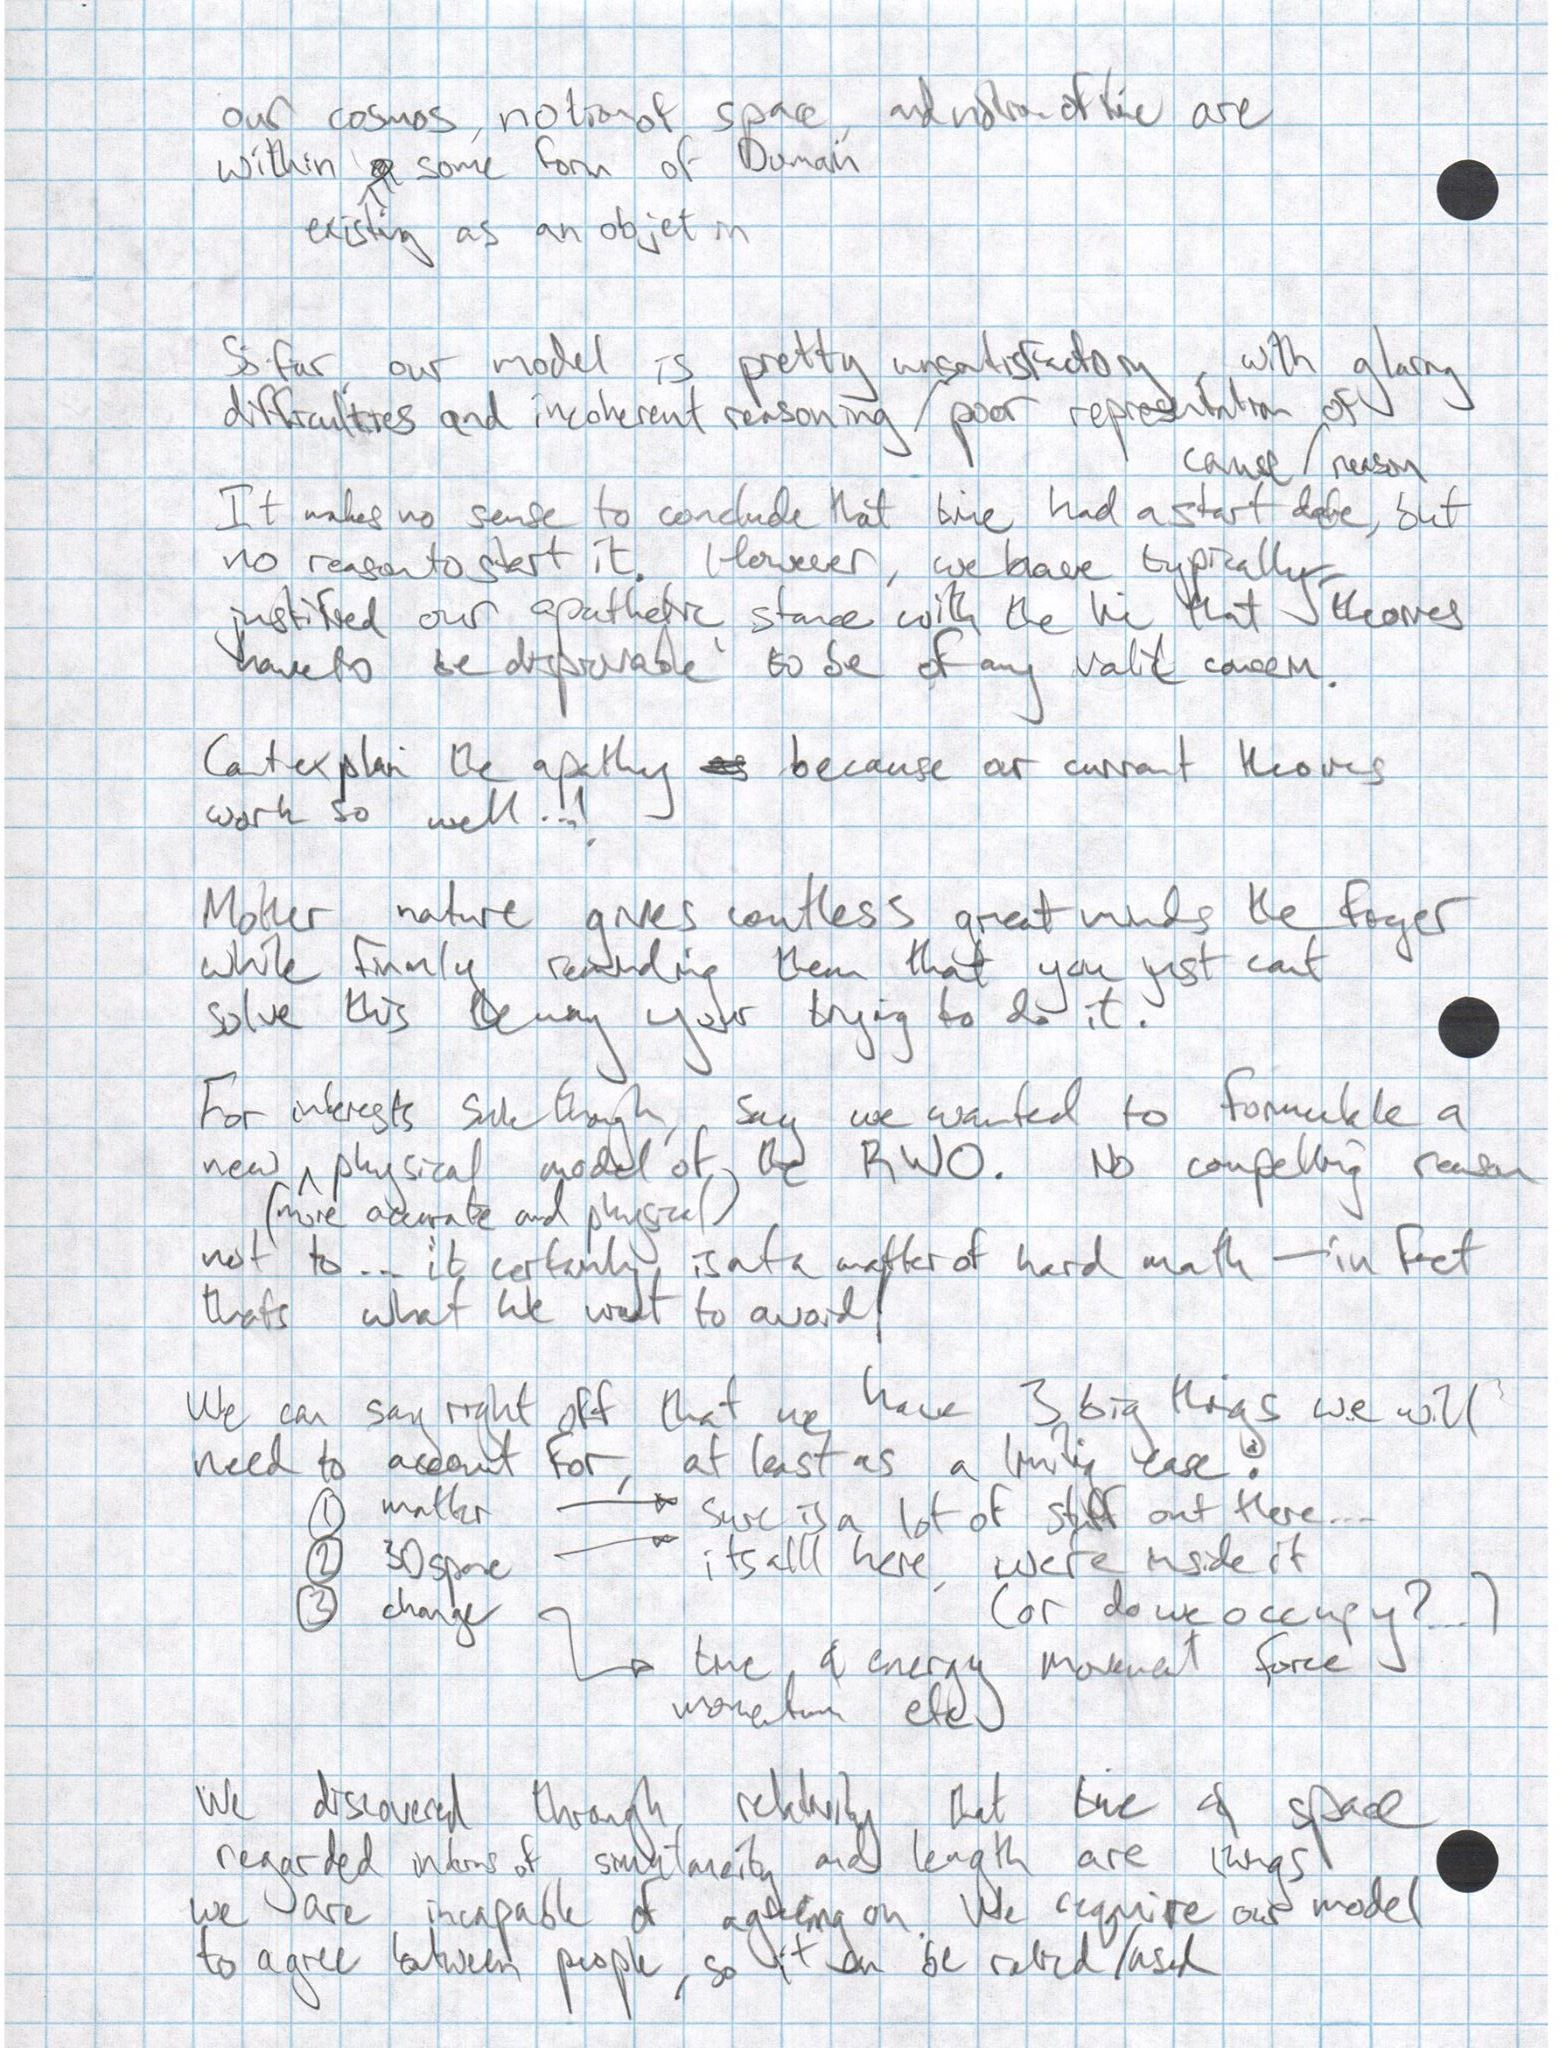 our cosmos, notion of space, and notion of time are
within some form of Domain
existing as an object in
So far, our model is pretty unsatisfactory, with glaring
difficulties and incoherent reasoning / poor representation of
cause / reason
It makes no sense to conclude that time had a start date, but
no reason to start it. However, we have typically
justified our apathetic stance with the lie that theories
have to be disprovable to be of any valid concern.
Cant explain the apathy because our current theories
work so well...!
Mother nature gives countless great minds the finger
while firmly reminding them that you just cant
solve this the way your trying to do it.
For interests sake though, say we wanted to formulate a
new physical model of the RWO. No compelling reason
(more accurate and physical)
not to... it certainly isnt a matter of hard math — in fact
thats what we want to avoid!
We can say right off that we have 3 big things we will
need to account for, at least as a limiting case:
① matter → sure is a lot of stuff out there...
② 3D space → its all here, were inside it
③ change (or do we occupy?...)
→ time, & energy movement force
momentum etc
We discovered through relativity that time & space
regarded in terms of simultaneity and length are things
we are incapable of agreeing on. We require our model
to agree between people, so it can be /used